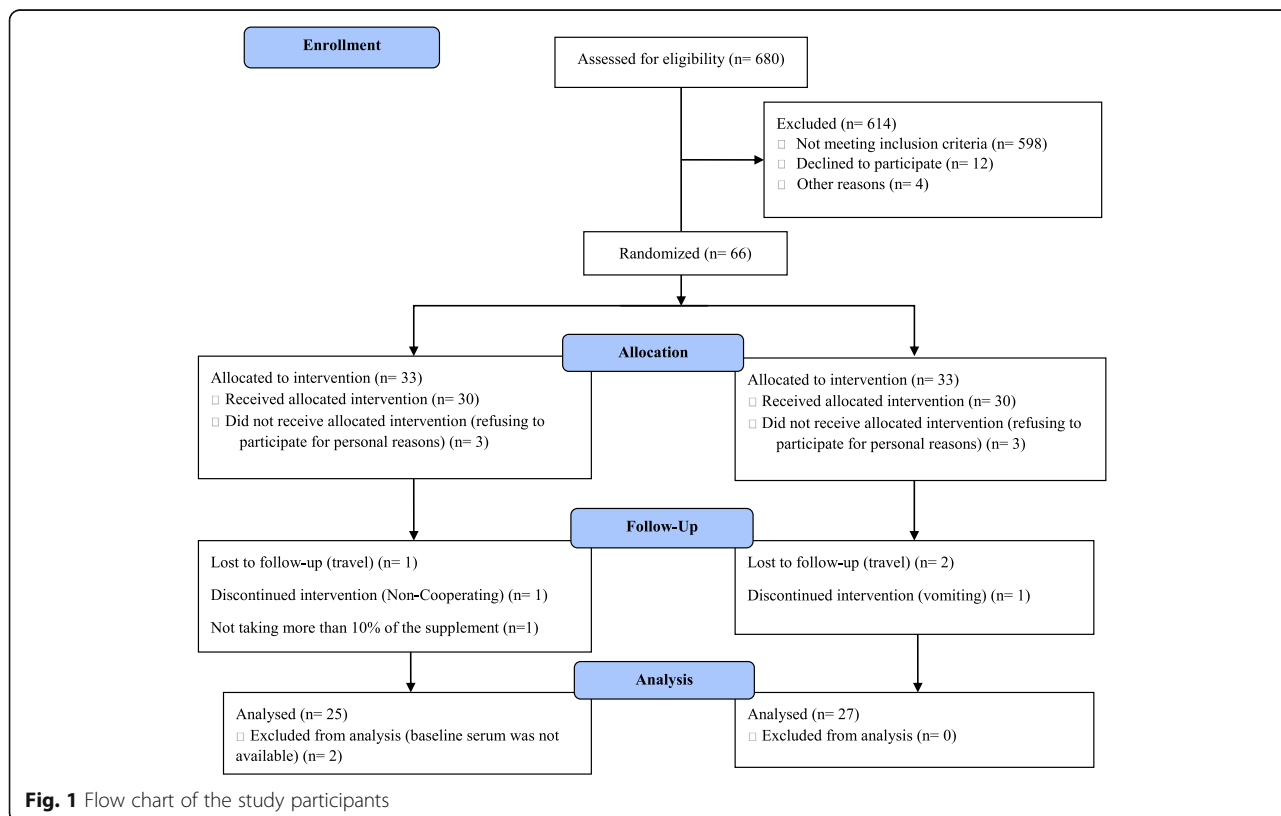 Enrollment
Assessed for eligibility (n= 680)
Excluded (n= 614)
□ Not meeting inclusion criteria (n= 598)
□ Declined to participate (n= 12)
□ Other reasons (n= 4)
Randomized (n= 66)
Allocation
Allocated to intervention (n= 33)
□ Received allocated intervention (n= 30)
□ Did not receive allocated intervention (refusing to
participate for personal reasons) (n= 3)
Allocated to intervention (n= 33)
□ Received allocated intervention (n= 30)
□ Did not receive allocated intervention (refusing to
participate for personal reasons) (n= 3)
Follow-Up
Lost to follow-up (travel) (n= 1)
Discontinued intervention (Non-Cooperating) (n= 1)
Not taking more than 10% of the supplement (n=1)
Lost to follow-up (travel) (n= 2)
Discontinued intervention (vomiting) (n= 1)
Analysis
Analysed (n= 25)
□ Excluded from analysis (baseline serum was not
available) (n= 2)
Analysed (n= 27)
□ Excluded from analysis (n= 0)
Fig. 1 Flow chart of the study participants